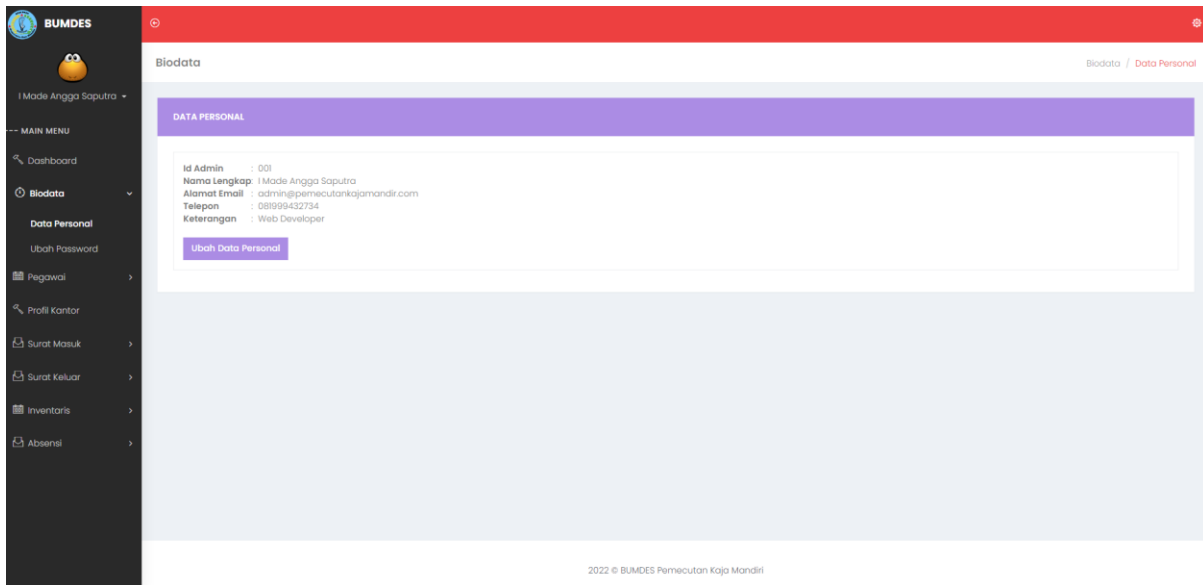 BUMDES
I Made Angga Saputra
--- MAIN MENU
Dashboard
Biodata
Data Personal
Ubah Password
Pegawai
Profil Kantor
Surat Masuk
Surat Keluar
Inventaris
Absensi
Biodata
Biodata / Data Personal
DATA PERSONAL
Id Admin : 001
Nama Lengkap: I Made Angga Saputra
Alamat Email : admin@pemecutankajamandir.com
Telepon : 081999432734
Keterangan : Web Developer
Ubah Data Personal
2022 © BUMDES Pemecutan Kaja Mandiri